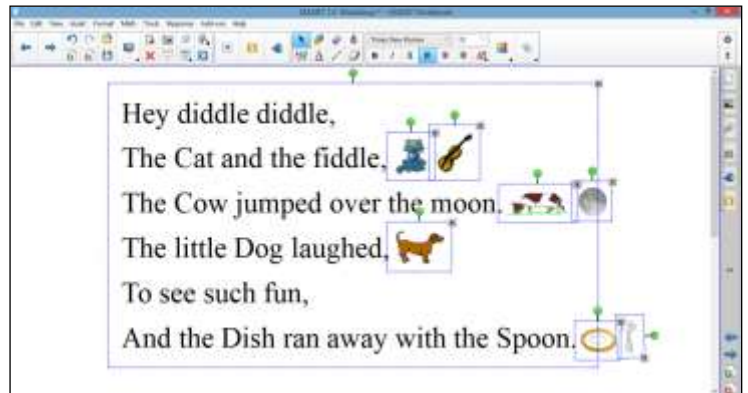 Hey diddle diddle,
The Cat and the fiddle,
The Cow jumped over the moon.
The little Dog laughed,
To see such fun,
And the Dish ran away with the Spoon.